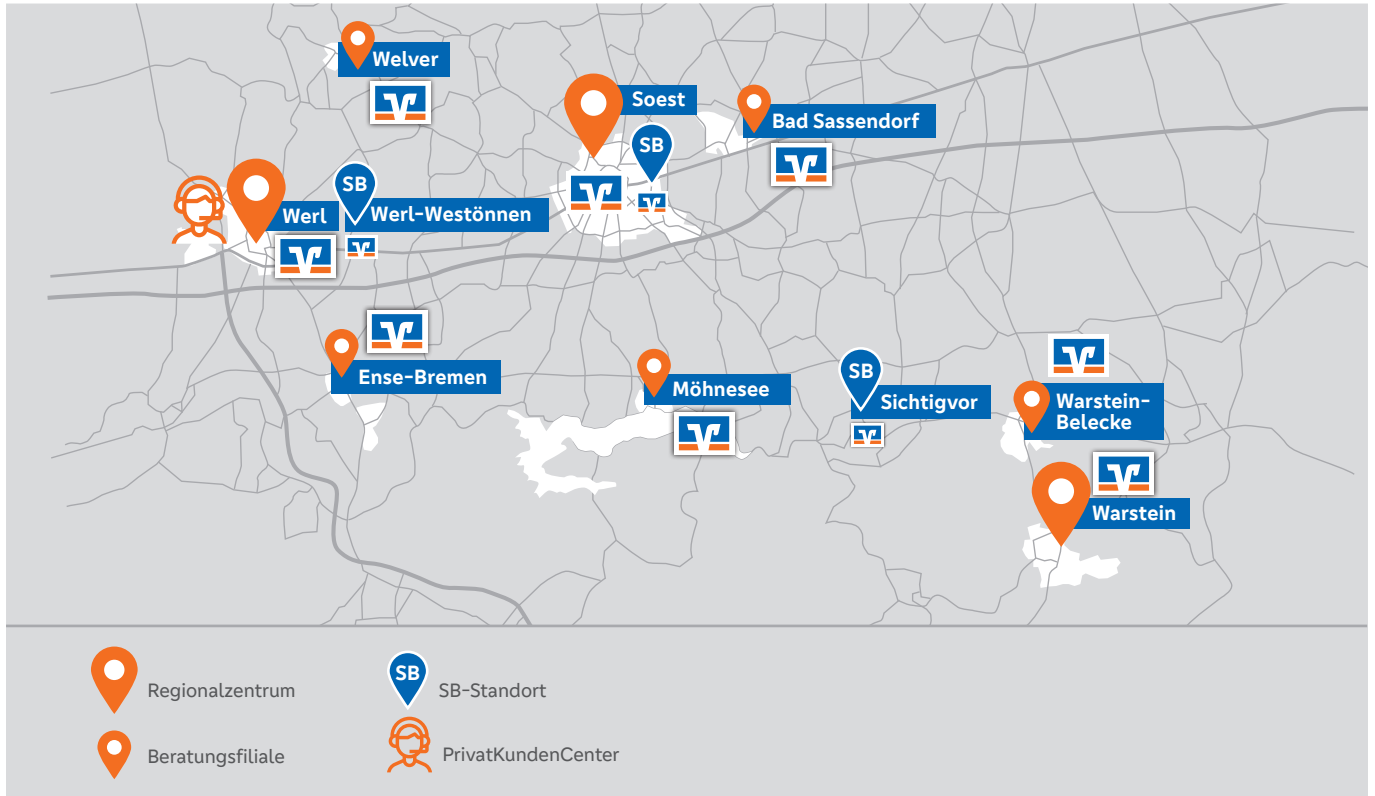 Welver
Soest
Bad Sassendorf
SB
SB
Werl
Werl-Westönnen
Ense-Bremen
Möhnesee
SB
Sichtigvor
Warstein-
Belecke
Warstein
Regionalzentrum
SB
SB-Standort
Beratungsfiliale
PrivatKundenCenter